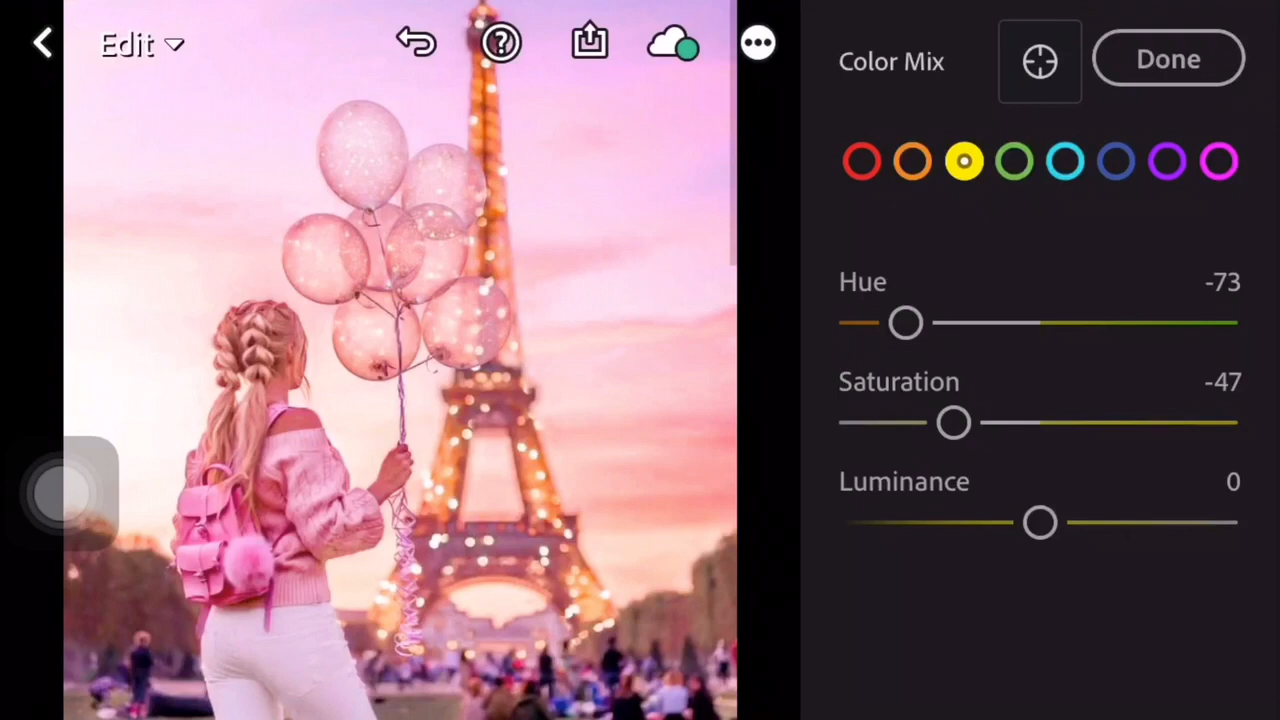 Edit
Color Mix
Done
Hue -73
Saturation -47
Luminance 0